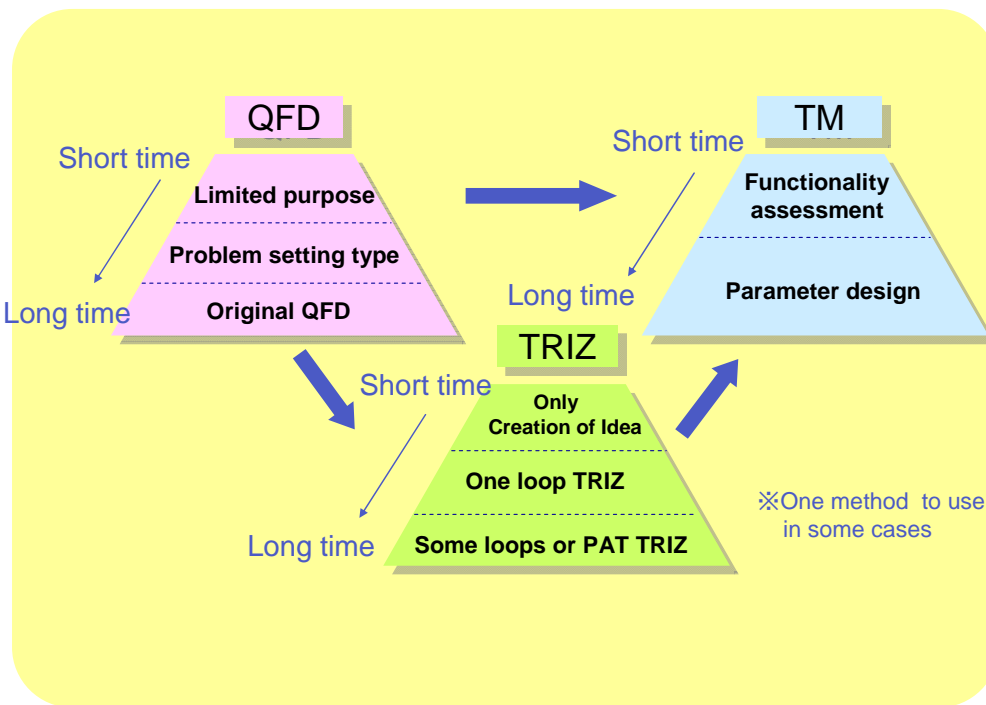 QFD
Short time
Limited purpose
Problem setting type
Original QFD
Long time
TM
Short time
Functionality
assessment
Parameter design
Long time
TRIZ
Short time
Only
Creation of Idea
One loop TRIZ
Some loops or PAT TRIZ
Long time
※One method to use
in some cases